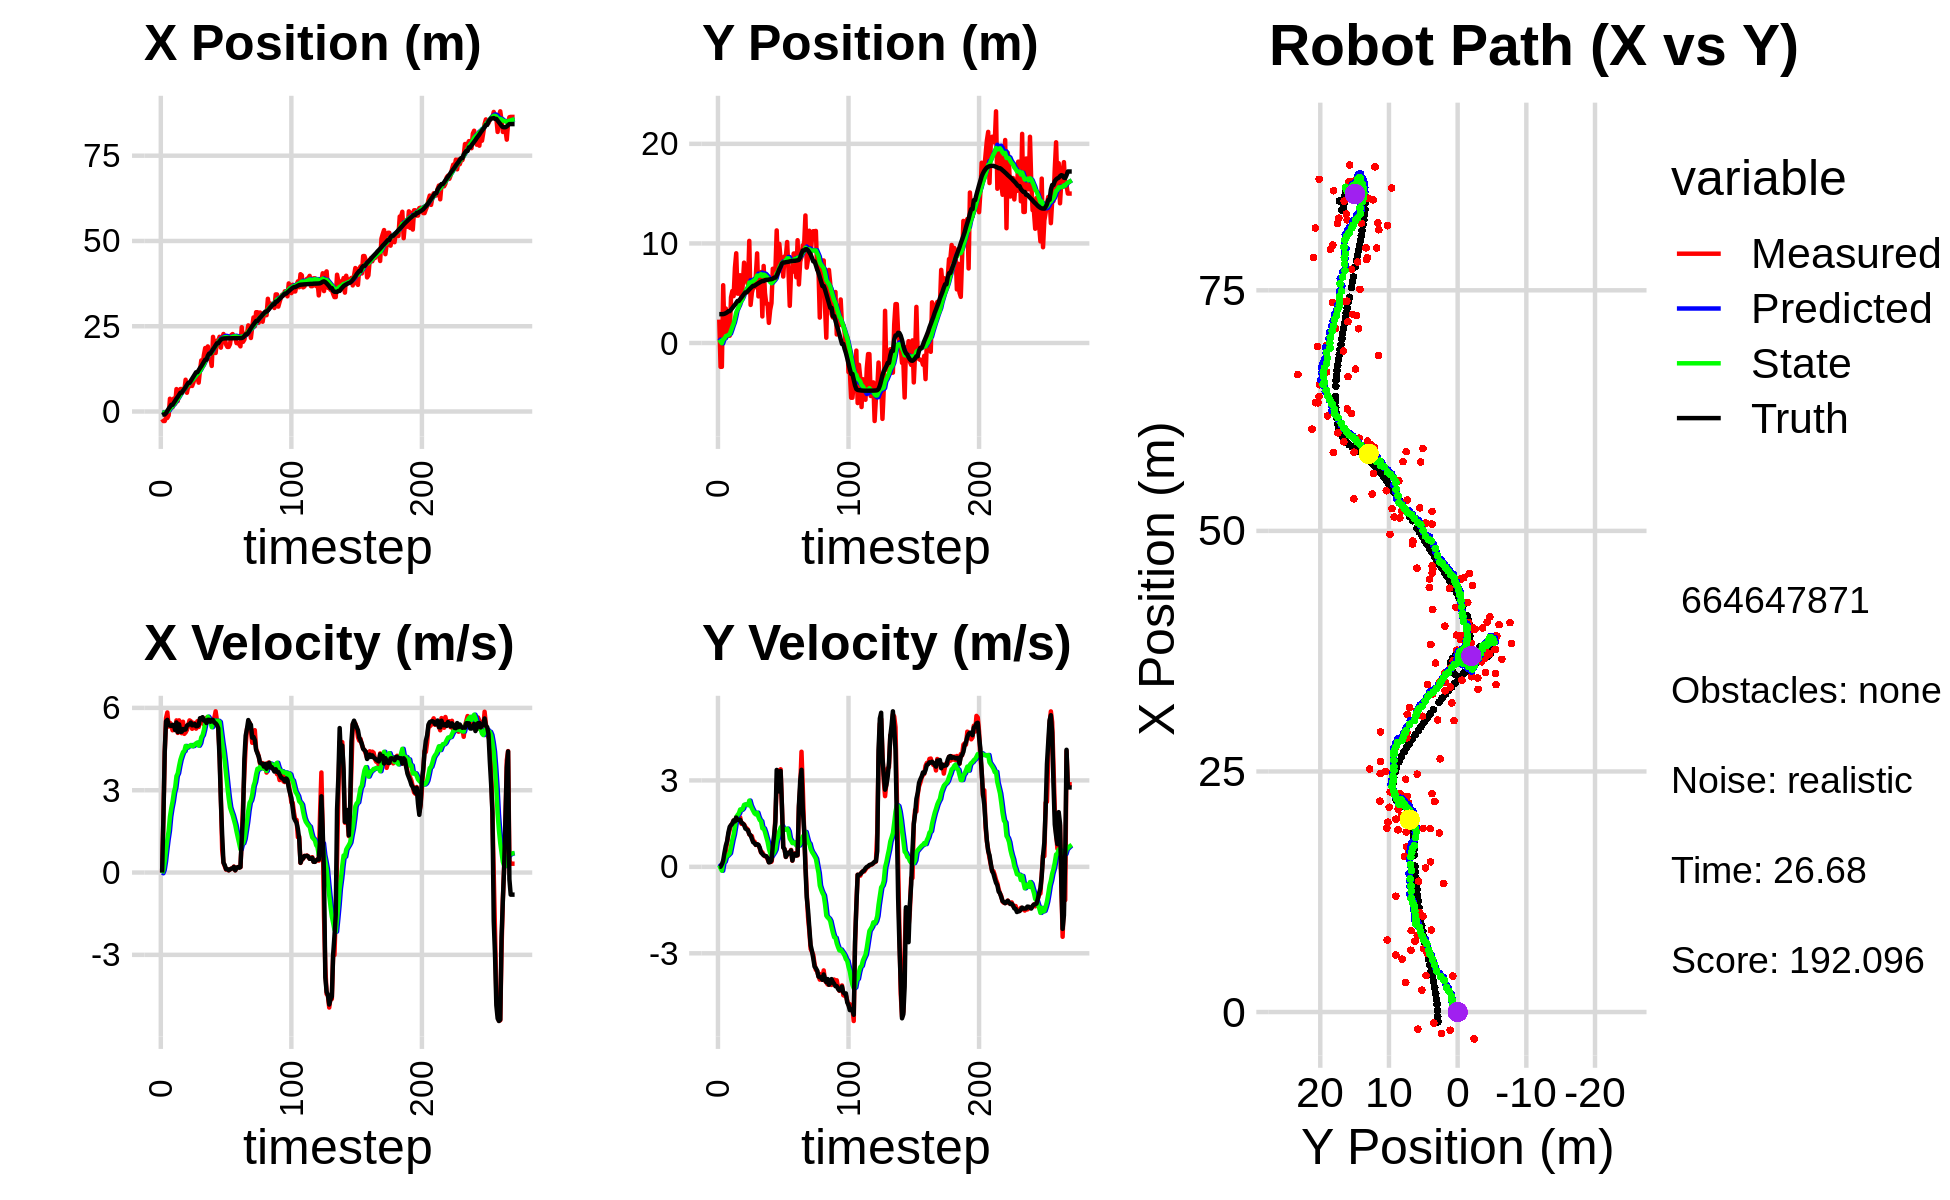 X Position (m)
75
50
25
0
0
100
200
timestep
Y Position (m)
20
10
0
0
100
200
timestep
X Velocity (m/s)
6
3
0
-3
0
100
200
timestep
Y Velocity (m/s)
3
0
-3
0
100
200
timestep
Robot Path (X vs Y)
X Position (m)
75
50
25
0
20 10 0 -10 -20
Y Position (m)
variable
Measured
Predicted
State
Truth
664647871
Obstacles: none
Noise: realistic
Time: 26.68
Score: 192.096